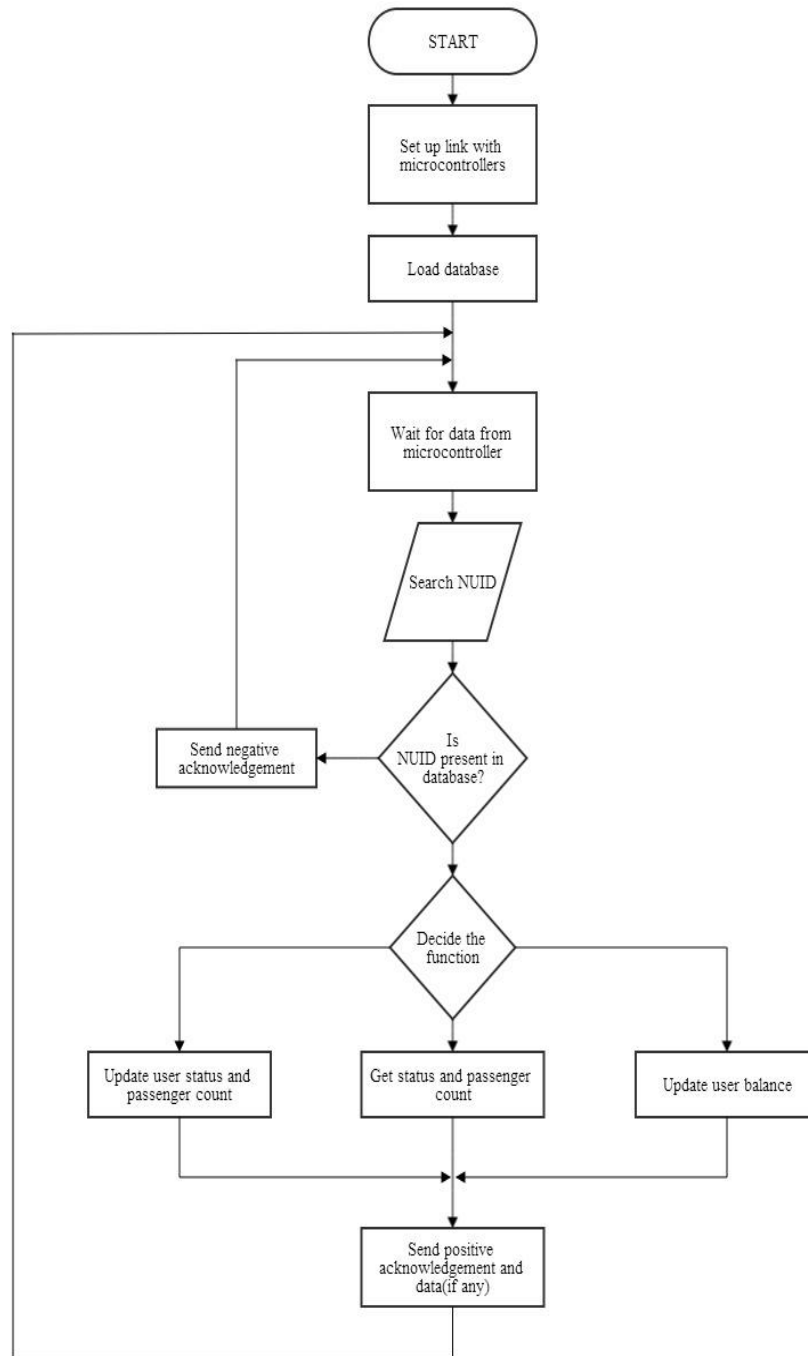 START
Set up link with
microcontrollers
Load database
Wait for data from
microcontroller
Search NUID
Is
NUID present in
database?
Send negative
acknowledgement
Decide the
function
Update user status and
passenger count
Get status and passenger
count
Update user balance
Send positive
acknowledgement and
data(if any)